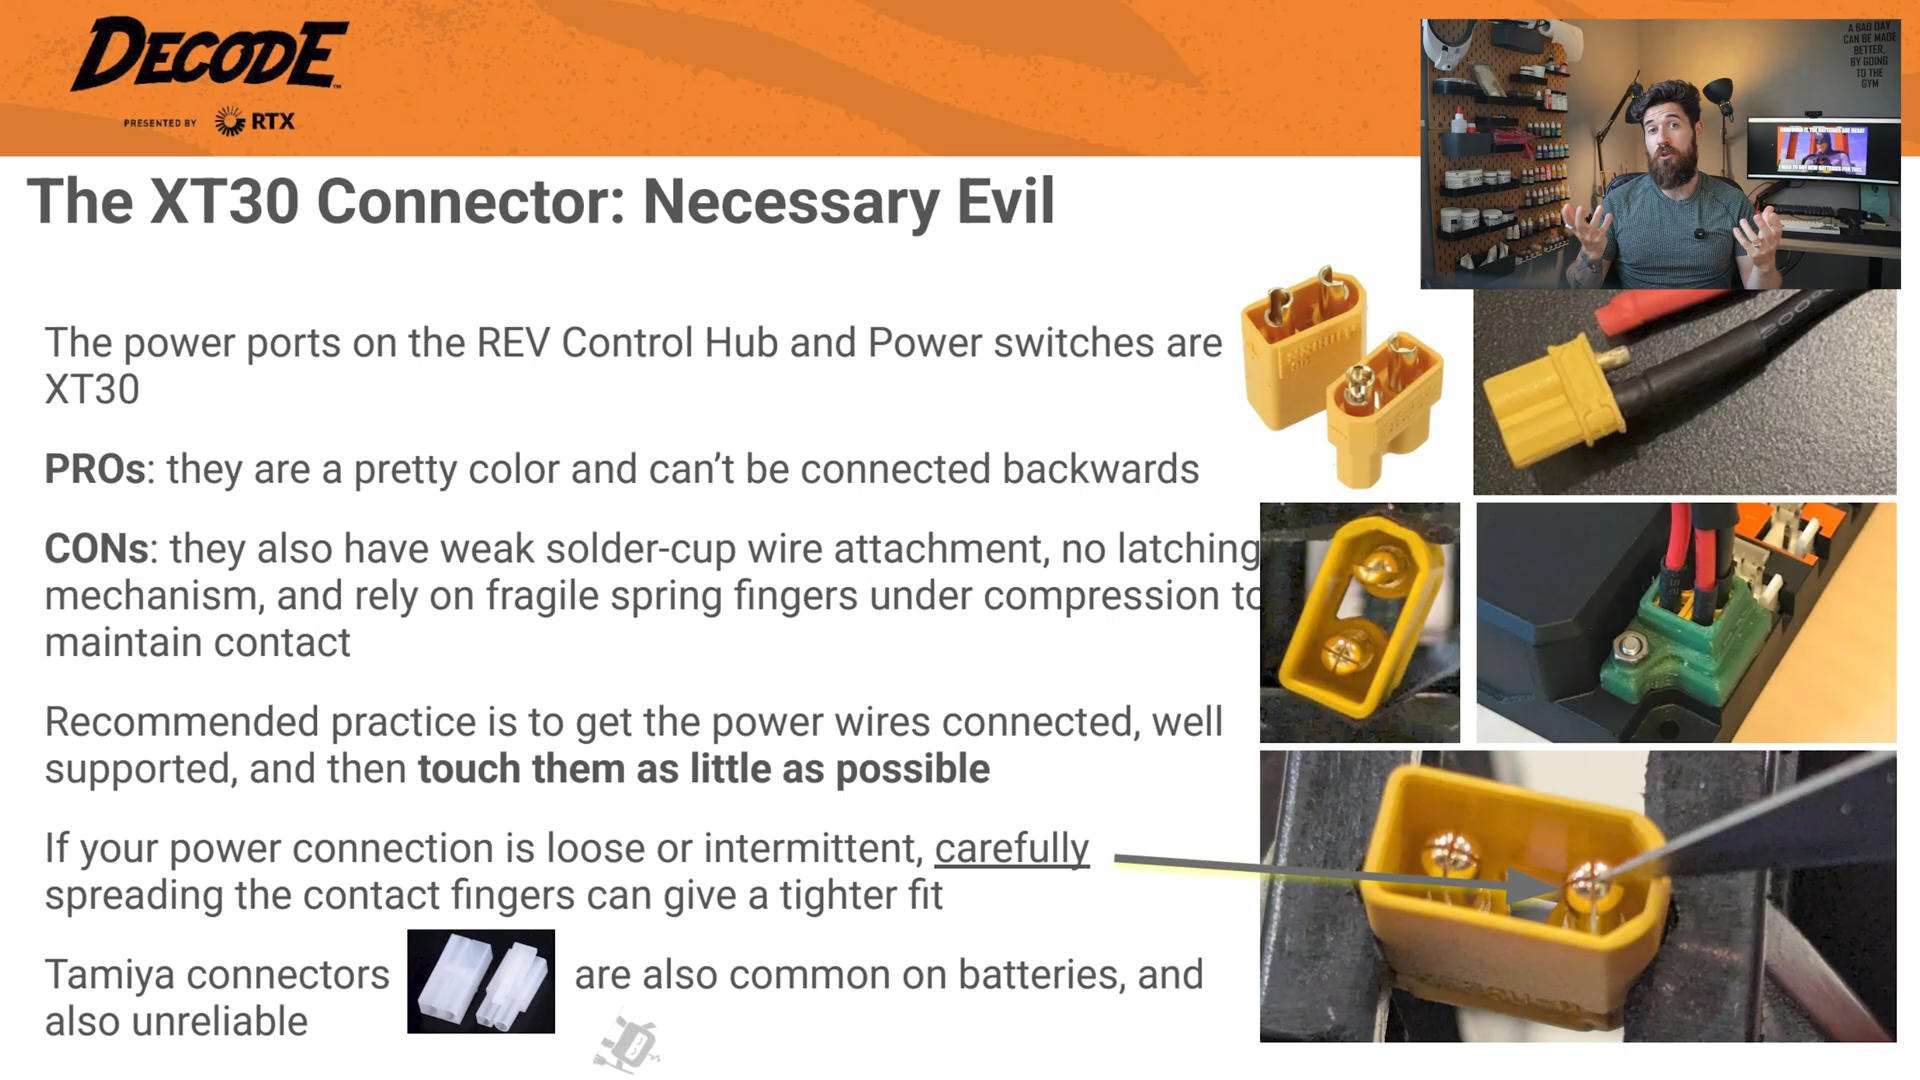 DECODE
PRESENTED BY RTX
A BAD DAY
CAN BE MADE
BETTER,
BY GOING
TO THE
GYM
The XT30 Connector: Necessary Evil
The power ports on the REV Control Hub and Power switches are
XT30
PROs: they are a pretty color and can't be connected backwards
CONs: they also have weak solder-cup wire attachment, no latching
mechanism, and rely on fragile spring fingers under compression to
maintain contact
Recommended practice is to get the power wires connected, well
supported, and then touch them as little as possible
If your power connection is loose or intermittent, carefully
spreading the contact fingers can give a tighter fit
Tamiya connectors are also common on batteries, and
also unreliable